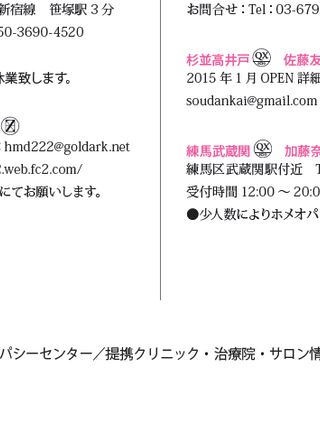 新宿線　笹塚駅 3 分
50-3690-4520
休業致します。
hmd222@goldark.net
.web.fc2.com/
にてお願いします。
お問合せ：Tel：03-679
杉並高井戸 QX 佐藤友
2015 年 1 月 OPEN 詳細
soudankai@gmail.com
練馬武蔵関 QX 加藤奈
練馬区武蔵関駅付近　T
受付時間 12:00 〜 20:0
●少人数によりホメオパ
パシーセンター／提携クリニック・治療院・サロン情